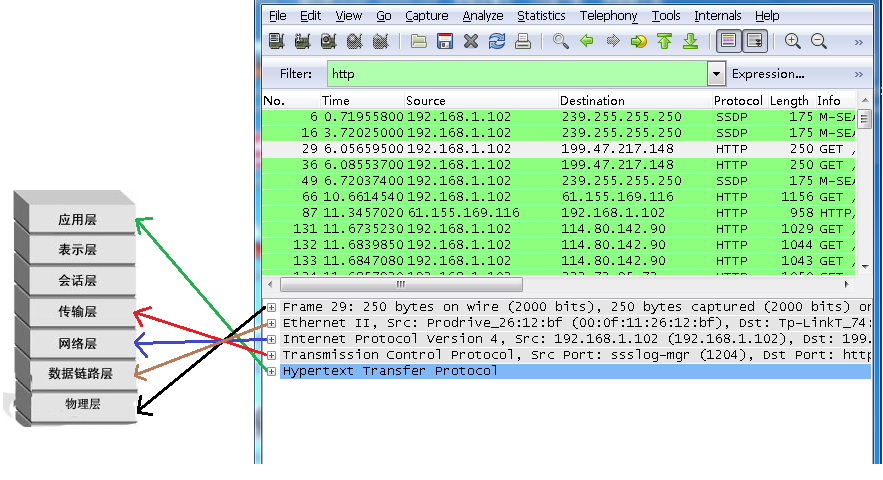 File Edit View Go Capture Analyze Statistics Telephony Tools Internals Help
Filter: http Expression... »
No. Time Source Destination Protocol Length Info
6 0.71955800 192.168.1.102 239.255.255.250 SSDP 175 M-SEA
16 3.72025000 192.168.1.102 239.255.255.250 SSDP 175 M-SEA
29 6.05659500 192.168.1.102 199.47.217.148 HTTP 250 GET /
36 6.08553700 192.168.1.102 199.47.217.148 HTTP 250 GET /
49 6.72037400 192.168.1.102 239.255.255.250 SSDP 175 M-SEA
66 10.6614540 192.168.1.102 61.155.169.116 HTTP 1156 GET /
87 11.3457020 61.155.169.116 192.168.1.102 HTTP 958 HTTP/
131 11.6735230 192.168.1.102 114.80.142.90 HTTP 1029 GET /
132 11.6839850 192.168.1.102 114.80.142.90 HTTP 1044 GET /
133 11.6847080 192.168.1.102 114.80.142.90 HTTP 1043 GET /
Frame 29: 250 bytes on wire (2000 bits), 250 bytes captured (2000 bits) on
Ethernet II, Src: Prodrive_26:12:bf (00:0f:11:26:12:bf), Dst: Tp-LinkT_74:
Internet Protocol Version 4, Src: 192.168.1.102 (192.168.1.102), Dst: 199.
Transmission Control Protocol, Src Port: ssslog-mgr (1204), Dst Port: http
Hypertext Transfer Protocol
应用层
表示层
会话层
传输层
网络层
数据链路层
物理层